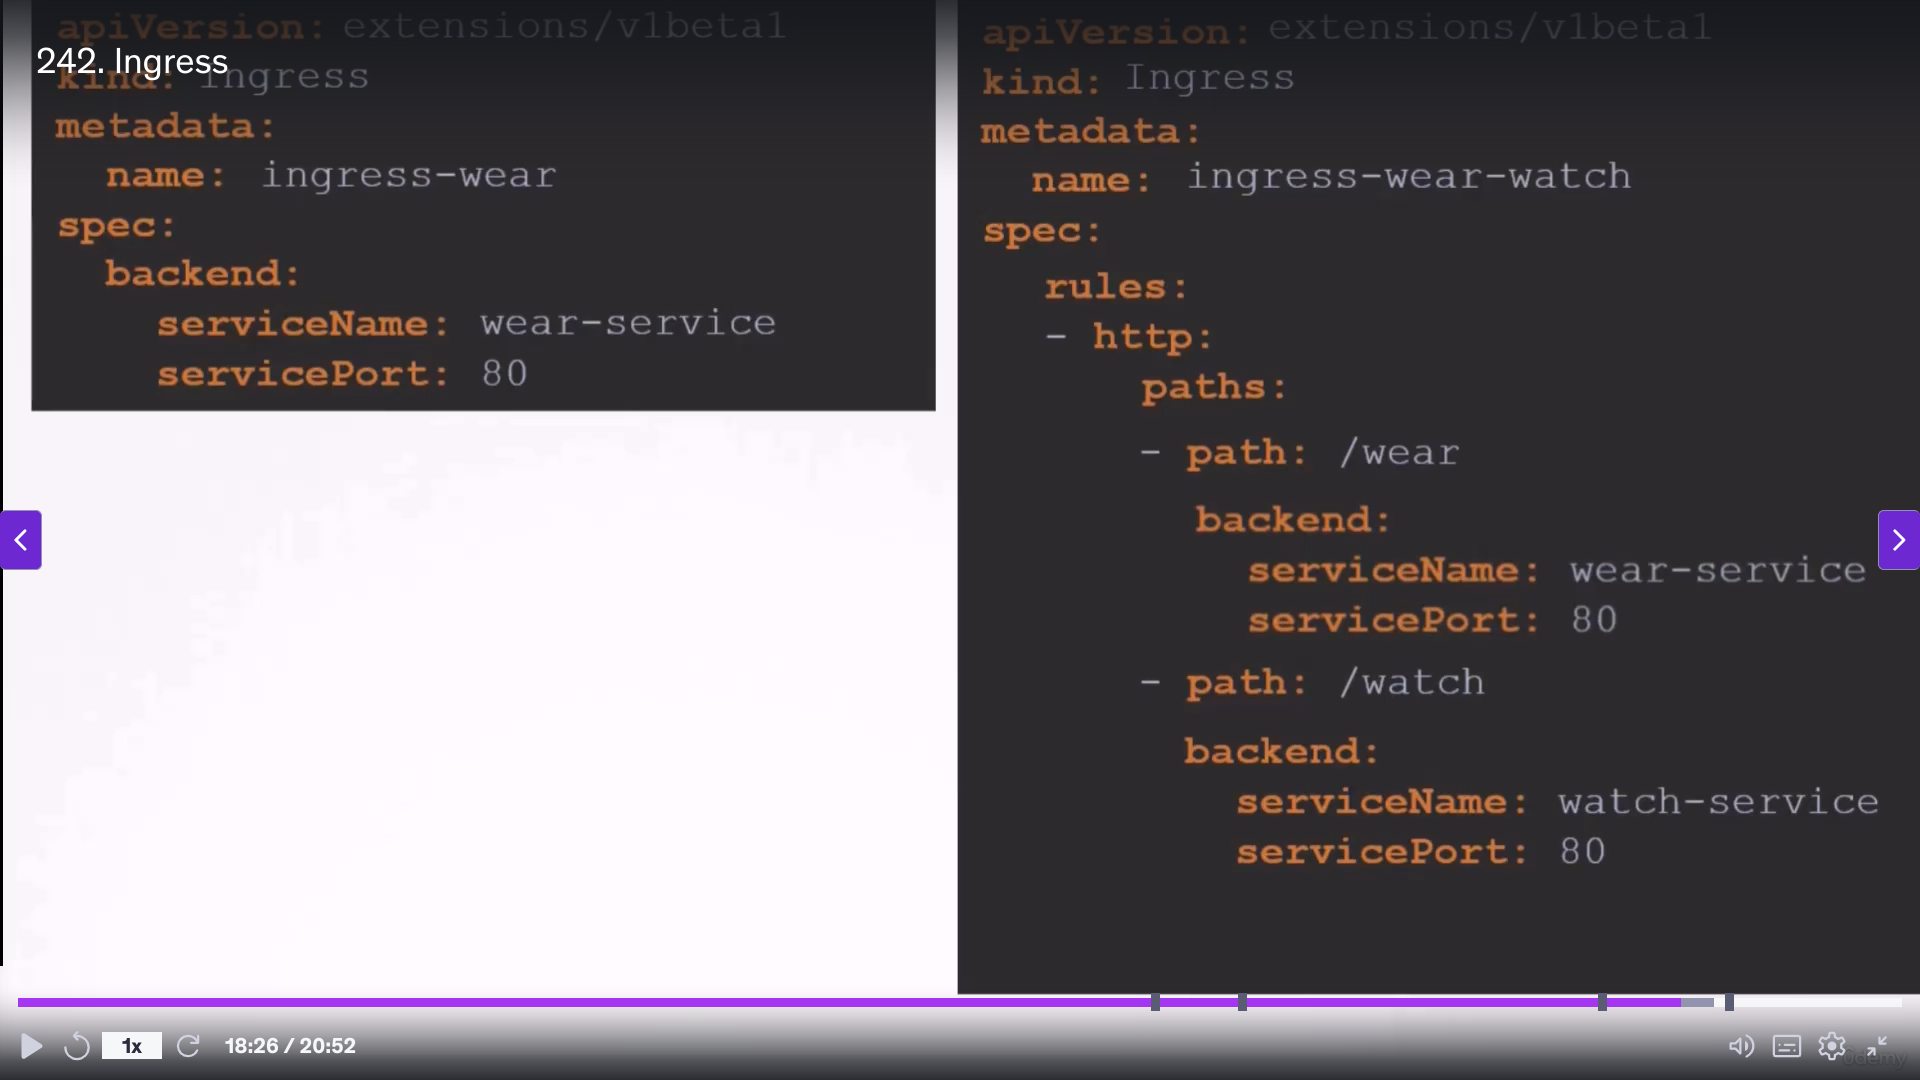 apiVersion: extensions/v1beta1
242. Ingress
kind: Ingress
metadata:
name: ingress-wear
spec:
backend:
serviceName: wear-service
servicePort: 80
apiVersion: extensions/v1beta1
kind: Ingress
metadata:
name: ingress-wear-watch
spec:
rules:
- http:
paths:
- path: /wear
backend:
serviceName: wear-service
servicePort: 80
- path: /watch
backend:
serviceName: watch-service
servicePort: 80
1x
18:26 / 20:52
udemy